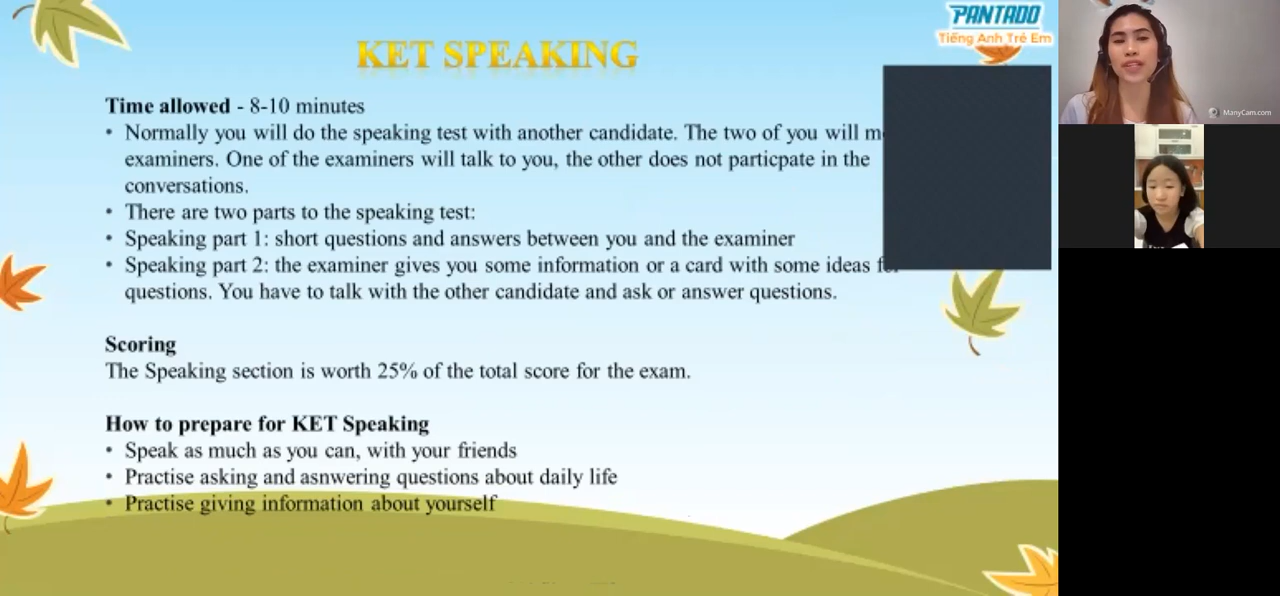 PANTADO
Tiếng Anh Trẻ Em
KET SPEAKING
Time allowed - 8-10 minutes
• Normally you will do the speaking test with another candidate. The two of you will
examiners. One of the examiners will talk to you, the other does not particpate in the
conversations.
• There are two parts to the speaking test:
• Speaking part 1: short questions and answers between you and the examiner
• Speaking part 2: the examiner gives you some information or a card with some ideas
questions. You have to talk with the other candidate and ask or answer questions.
Scoring
The Speaking section is worth 25% of the total score for the exam.
How to prepare for KET Speaking
• Speak as much as you can, with your friends
• Practise asking and asnwering questions about daily life
• Practise giving information about yourself
ManyCam.com